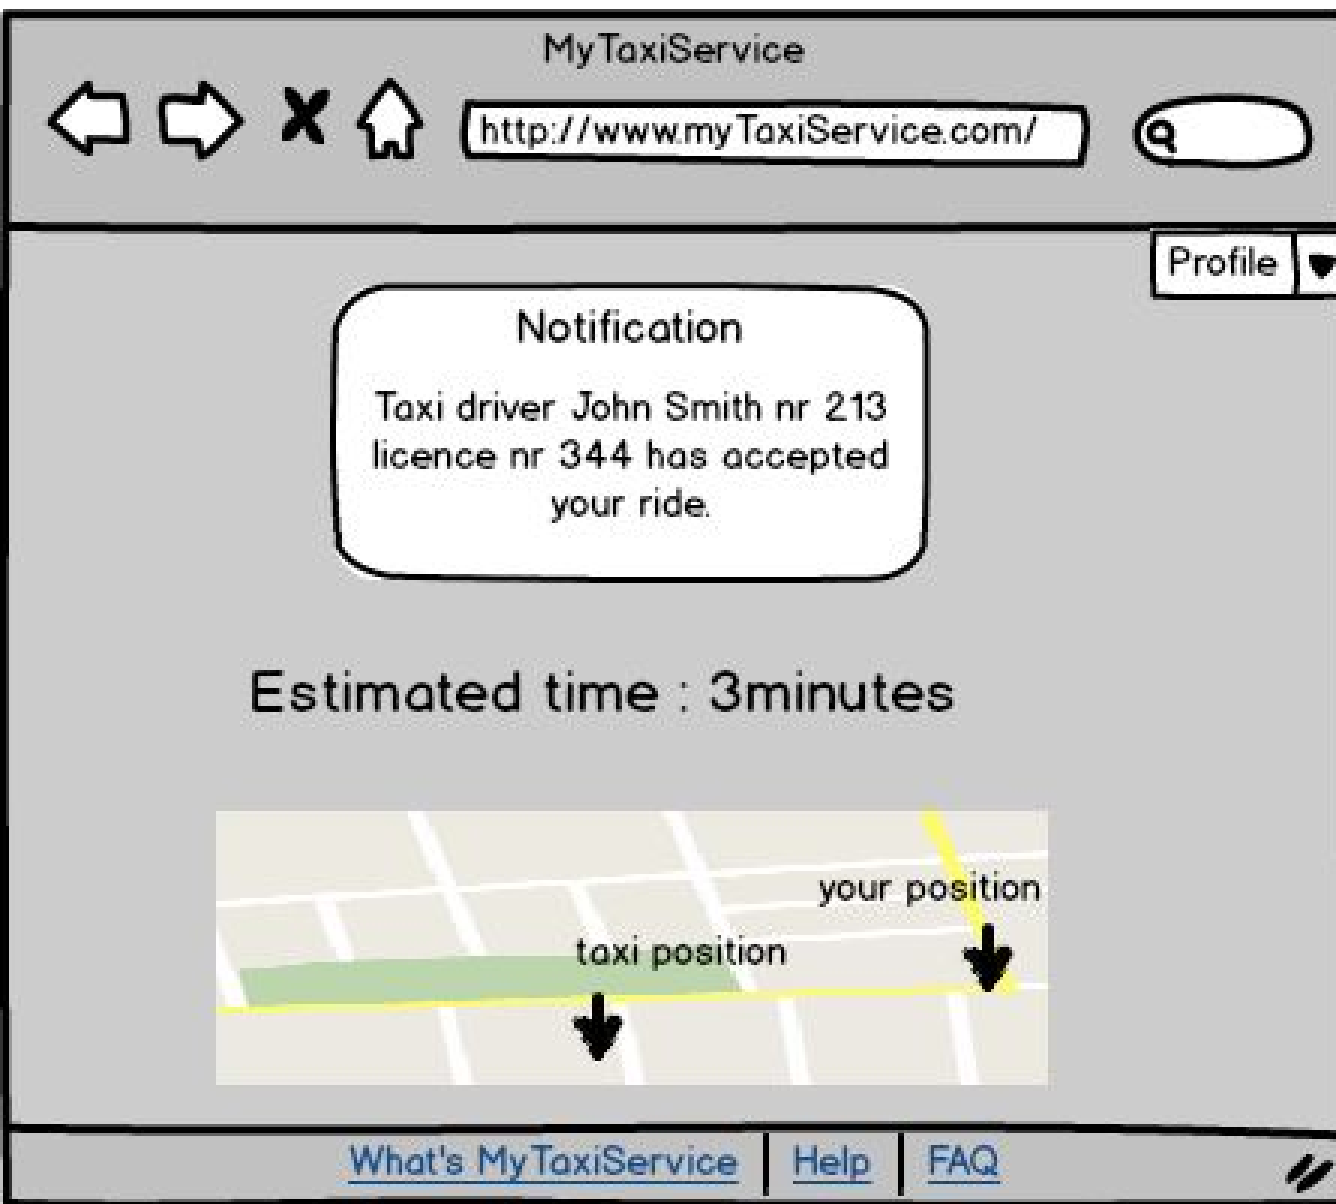 MyTaxiService
http://www.myTaxiService.com/
Profile
Notification
Taxi driver John Smith nr 213
licence nr 344 has accepted
your ride.
Estimated time : 3minutes
your position
taxi position
What's MyTaxiService
Help
FAQ